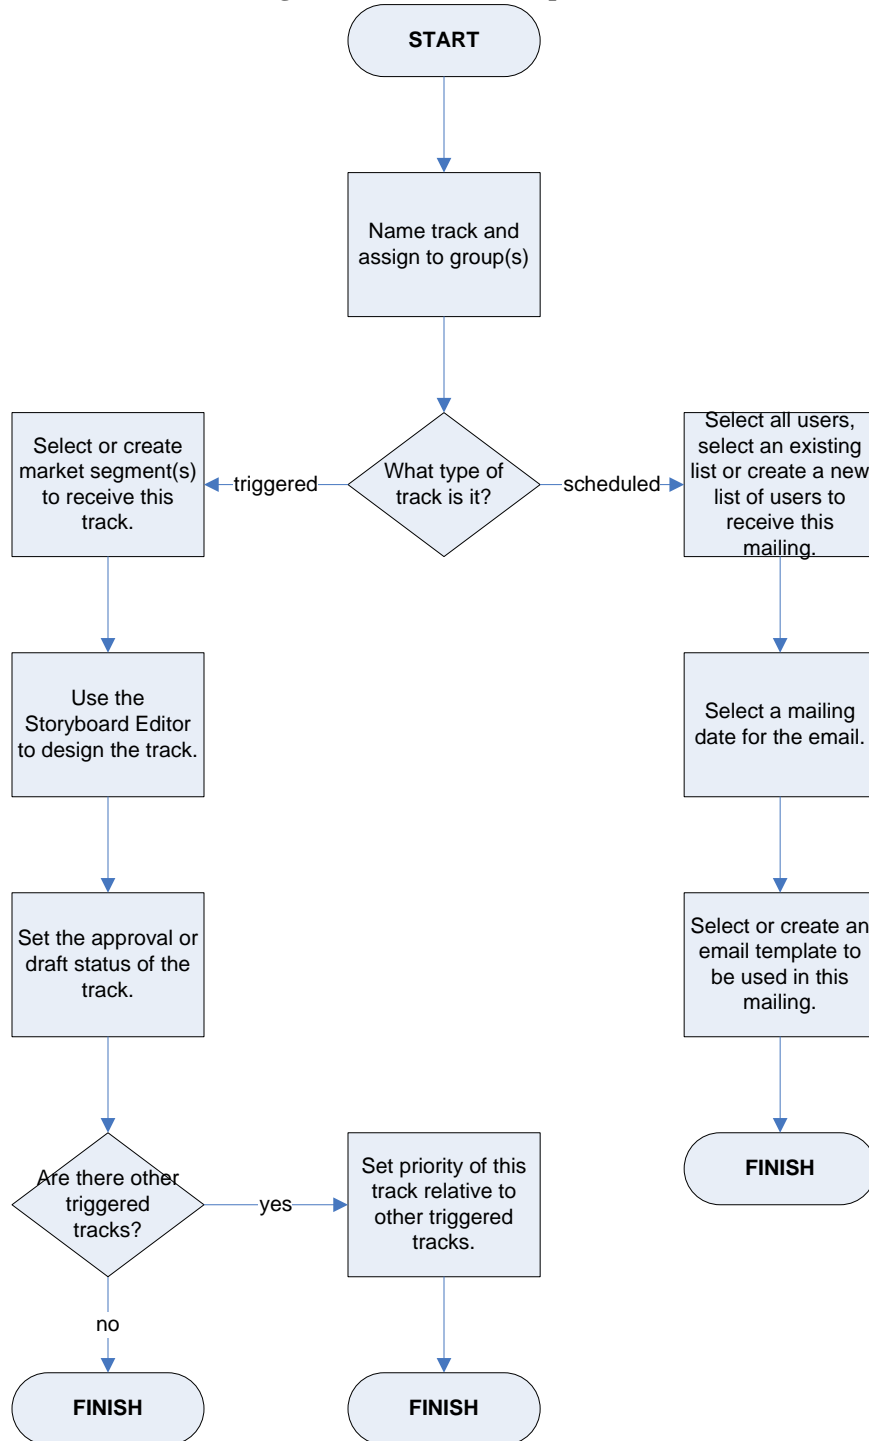 START
Name track and
assign to group(s)
What type of
track is it?
triggered
scheduled
Select or create
market segment(s)
to receive this
track.
Select all users,
select an existing
list or create a new
list of users to
receive this
mailing.
Use the
Storyboard Editor
to design the track.
Select a mailing
date for the email.
Set the approval or
draft status of the
track.
Select or create an
email template to
be used in this
mailing.
Are there other
triggered
tracks?
yes
Set priority of this
track relative to
other triggered
tracks.
FINISH
no
FINISH
FINISH